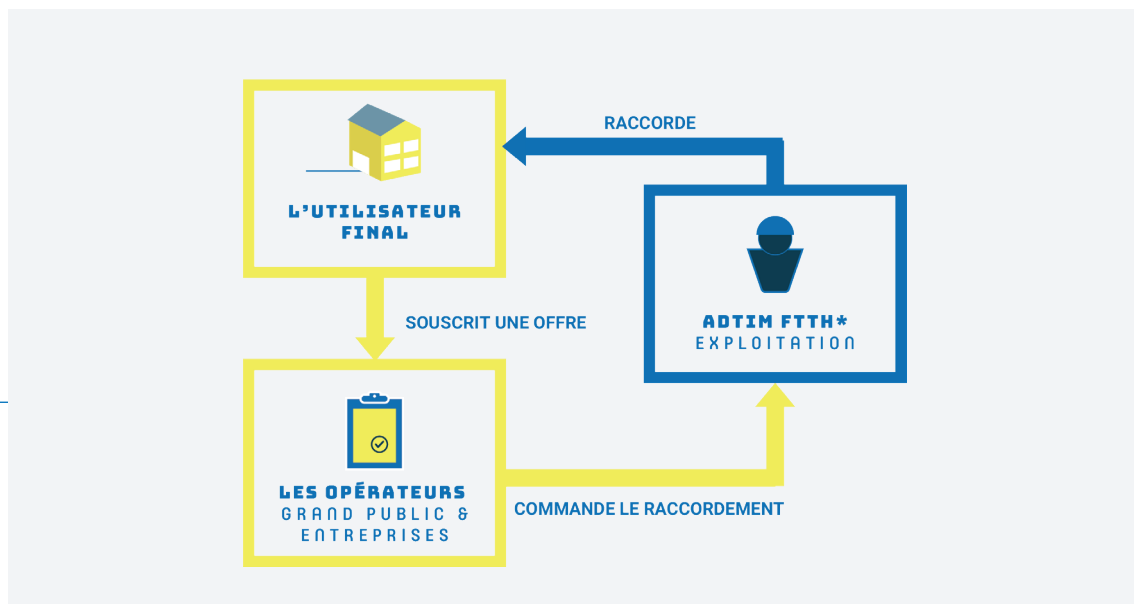 RACCORDE
L'UTILISATEUR
FINAL
SOUSCRIT UNE OFFRE
ADTIM FTTH*
EXPLOITATION
LES OPÉRATEURS
GRAND PUBLIC &
ENTREPRISES
COMMANDE LE RACCORDEMENT